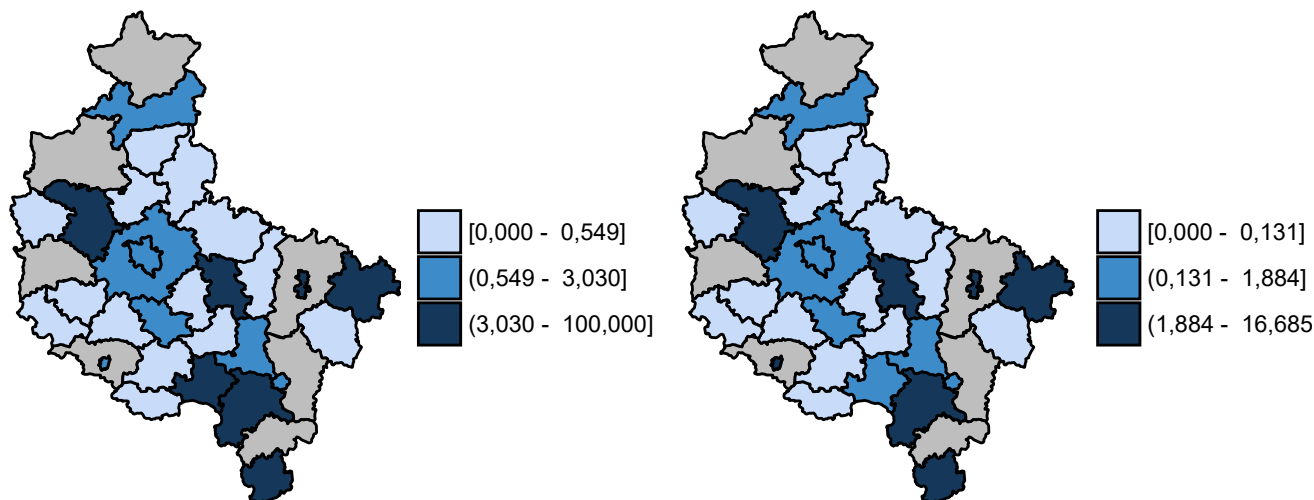 [0,000 - 0,549]
(0,549 - 3,030]
(3,030 - 100,000]
[0,000 - 0,131]
(0,131 - 1,884]
(1,884 - 16,685